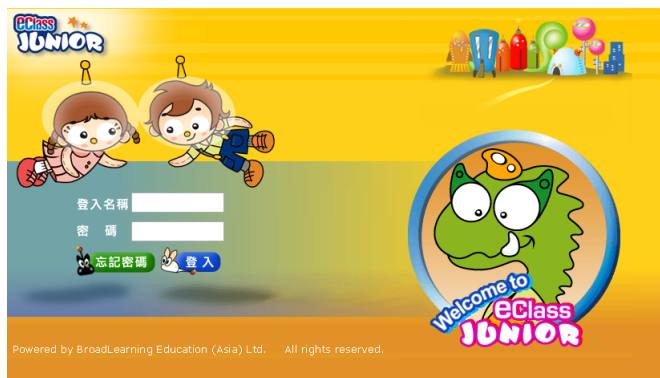 eClass
JUNIOR
登入名稱
密 碼
忘記密碼
登入
Welcome to
eClass
JUNIOR
Powered by BroadLearning Education (Asia) Ltd. All rights reserved.